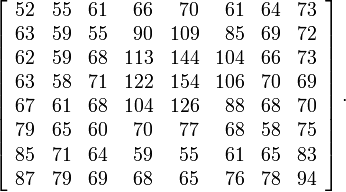 52 55 61 66 70 61 64 73
63 59 55 90 109 85 69 72
62 59 68 113 144 104 66 73
63 58 71 122 154 106 70 69
67 61 68 104 126 88 68 70
79 65 60 70 77 68 58 75
85 71 64 59 55 61 65 83
87 79 69 68 65 76 78 94 .